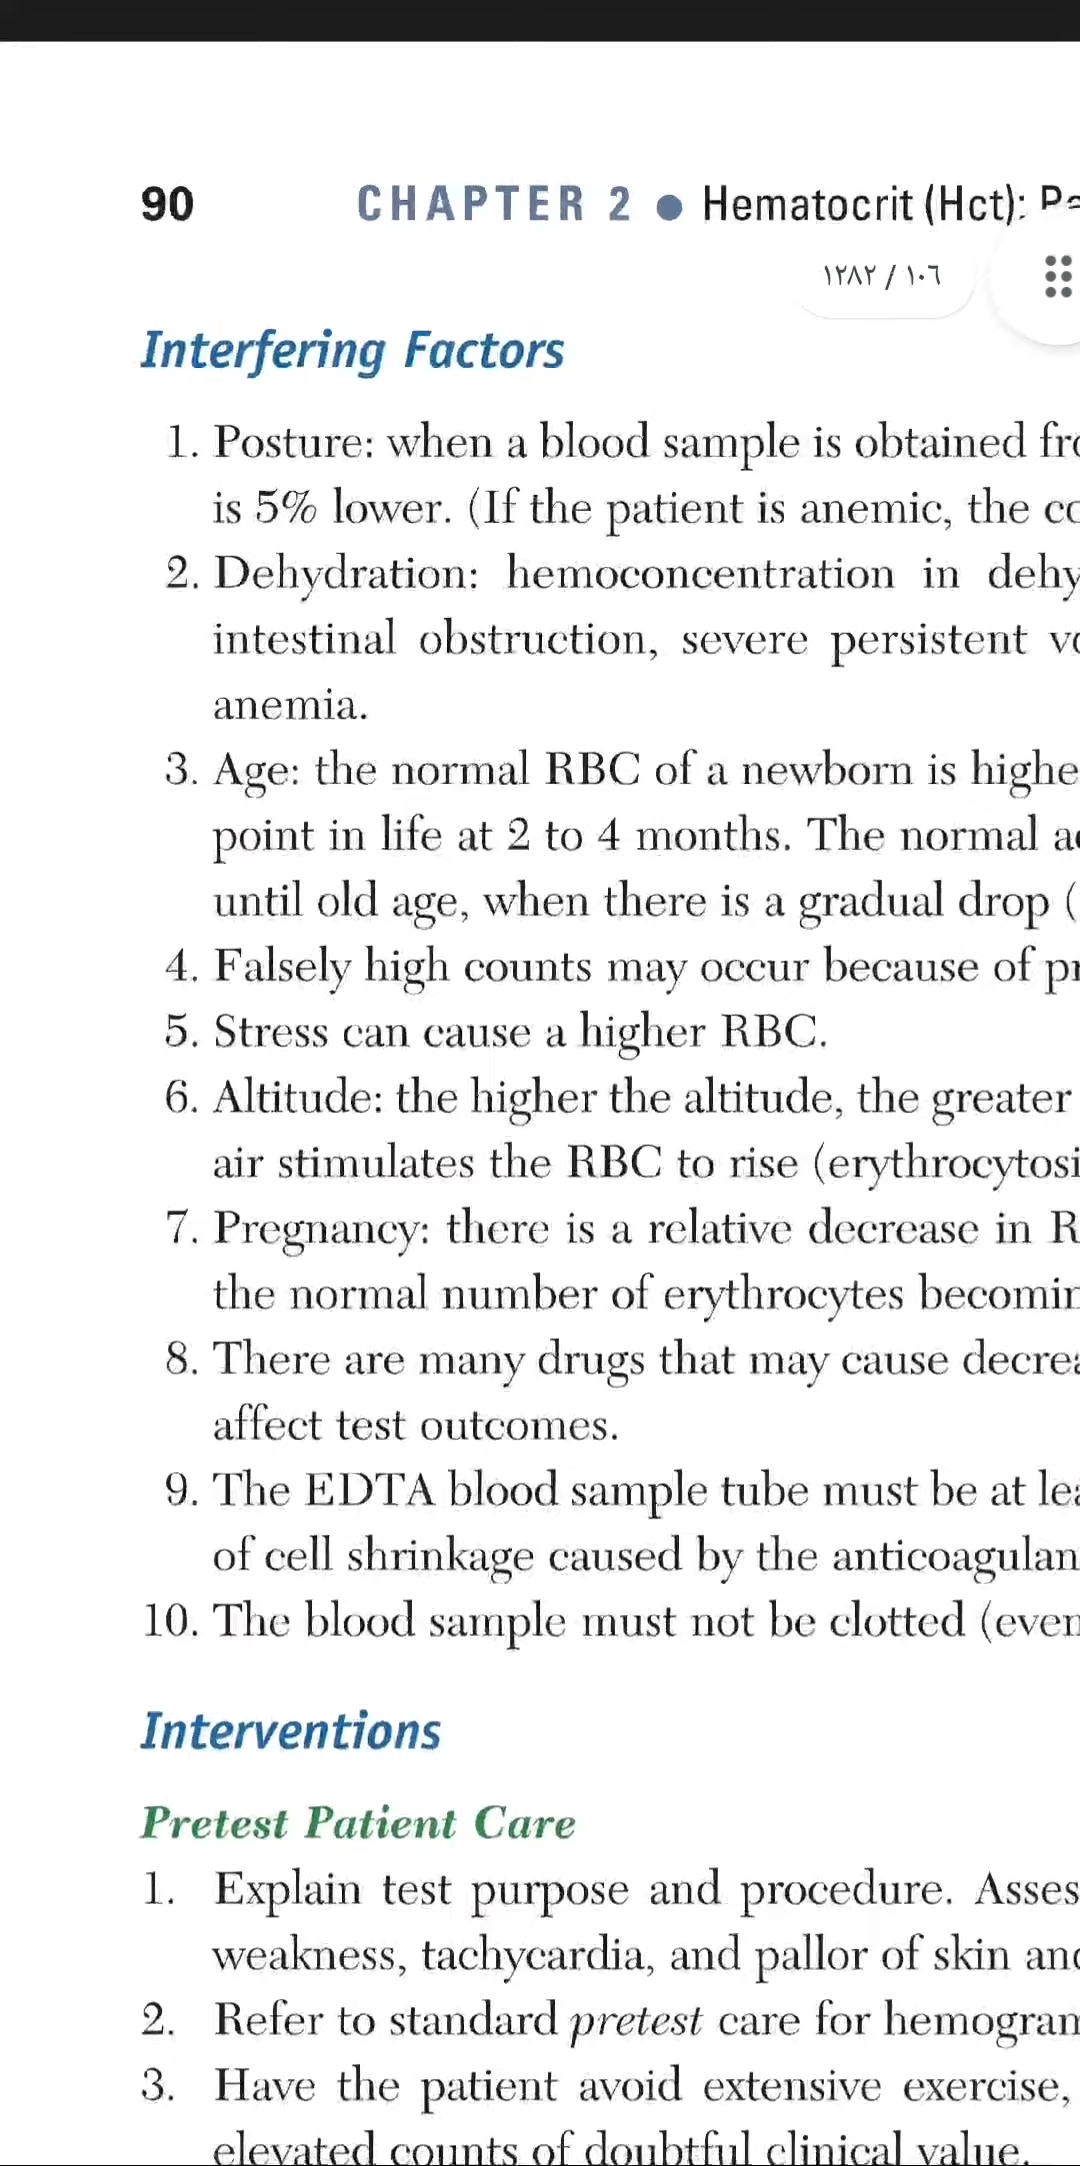 90 CHAPTER 2 ● Hematocrit (Hct):
١٢٨٢ / ١٠٦
Interfering Factors
1. Posture: when a blood sample is obtained
is 5% lower. (If the patient is anemic, the
2. Dehydration: hemoconcentration in
intestinal obstruction, severe persistent
anemia.
3. Age: the normal RBC of a newborn is
point in life at 2 to 4 months. The normal
until old age, when there is a gradual drop (
4. Falsely high counts may occur because of
5. Stress can cause a higher RBC.
6. Altitude: the higher the altitude, the greater
air stimulates the RBC to rise
7. Pregnancy: there is a relative decrease in
the normal number of erythrocytes
8. There are many drugs that may cause
affect test outcomes.
9. The EDTA blood sample tube must be at
of cell shrinkage caused by the
10. The blood sample must not be clotted (even
Interventions
Pretest Patient Care
1. Explain test purpose and procedure.
weakness, tachycardia, and pallor of skin
2. Refer to standard pretest care for
3. Have the patient avoid extensive exercise,
elevated counts of doubtful clinical value.